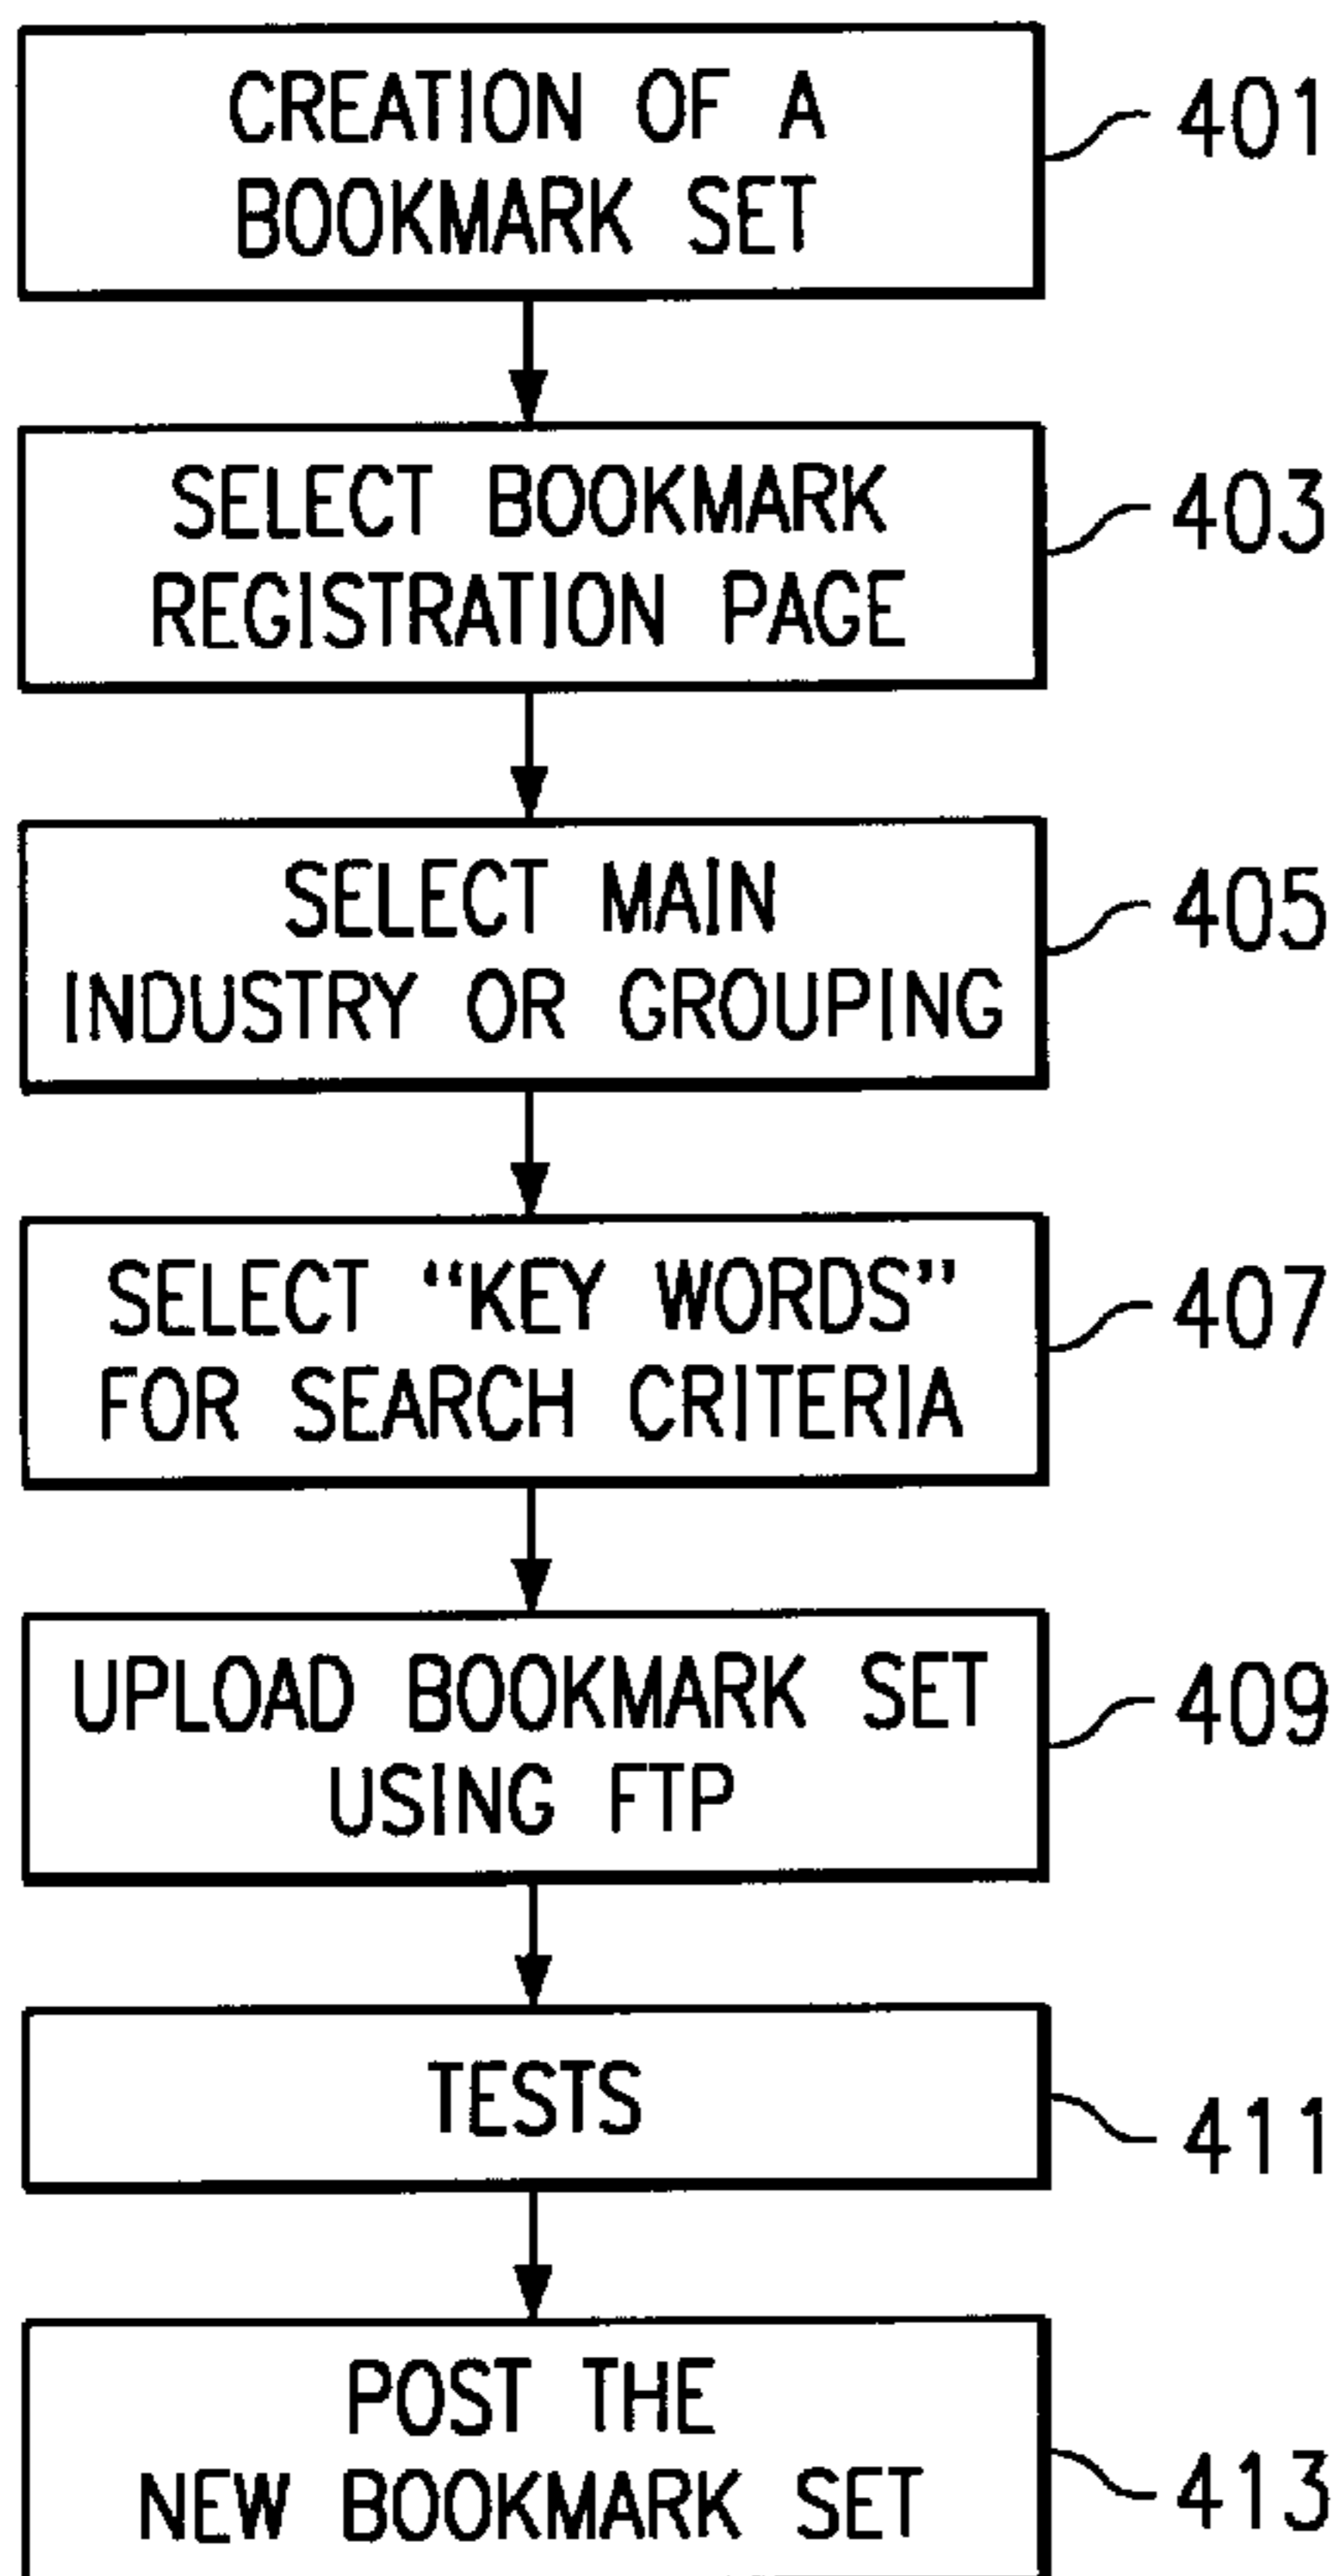 CREATION OF A
BOOKMARK SET
401
SELECT BOOKMARK
REGISTRATION PAGE
403
SELECT MAIN
INDUSTRY OR GROUPING
405
SELECT "KEY WORDS"
FOR SEARCH CRITERIA
407
UPLOAD BOOKMARK SET
USING FTP
409
TESTS
411
POST THE
NEW BOOKMARK SET
413